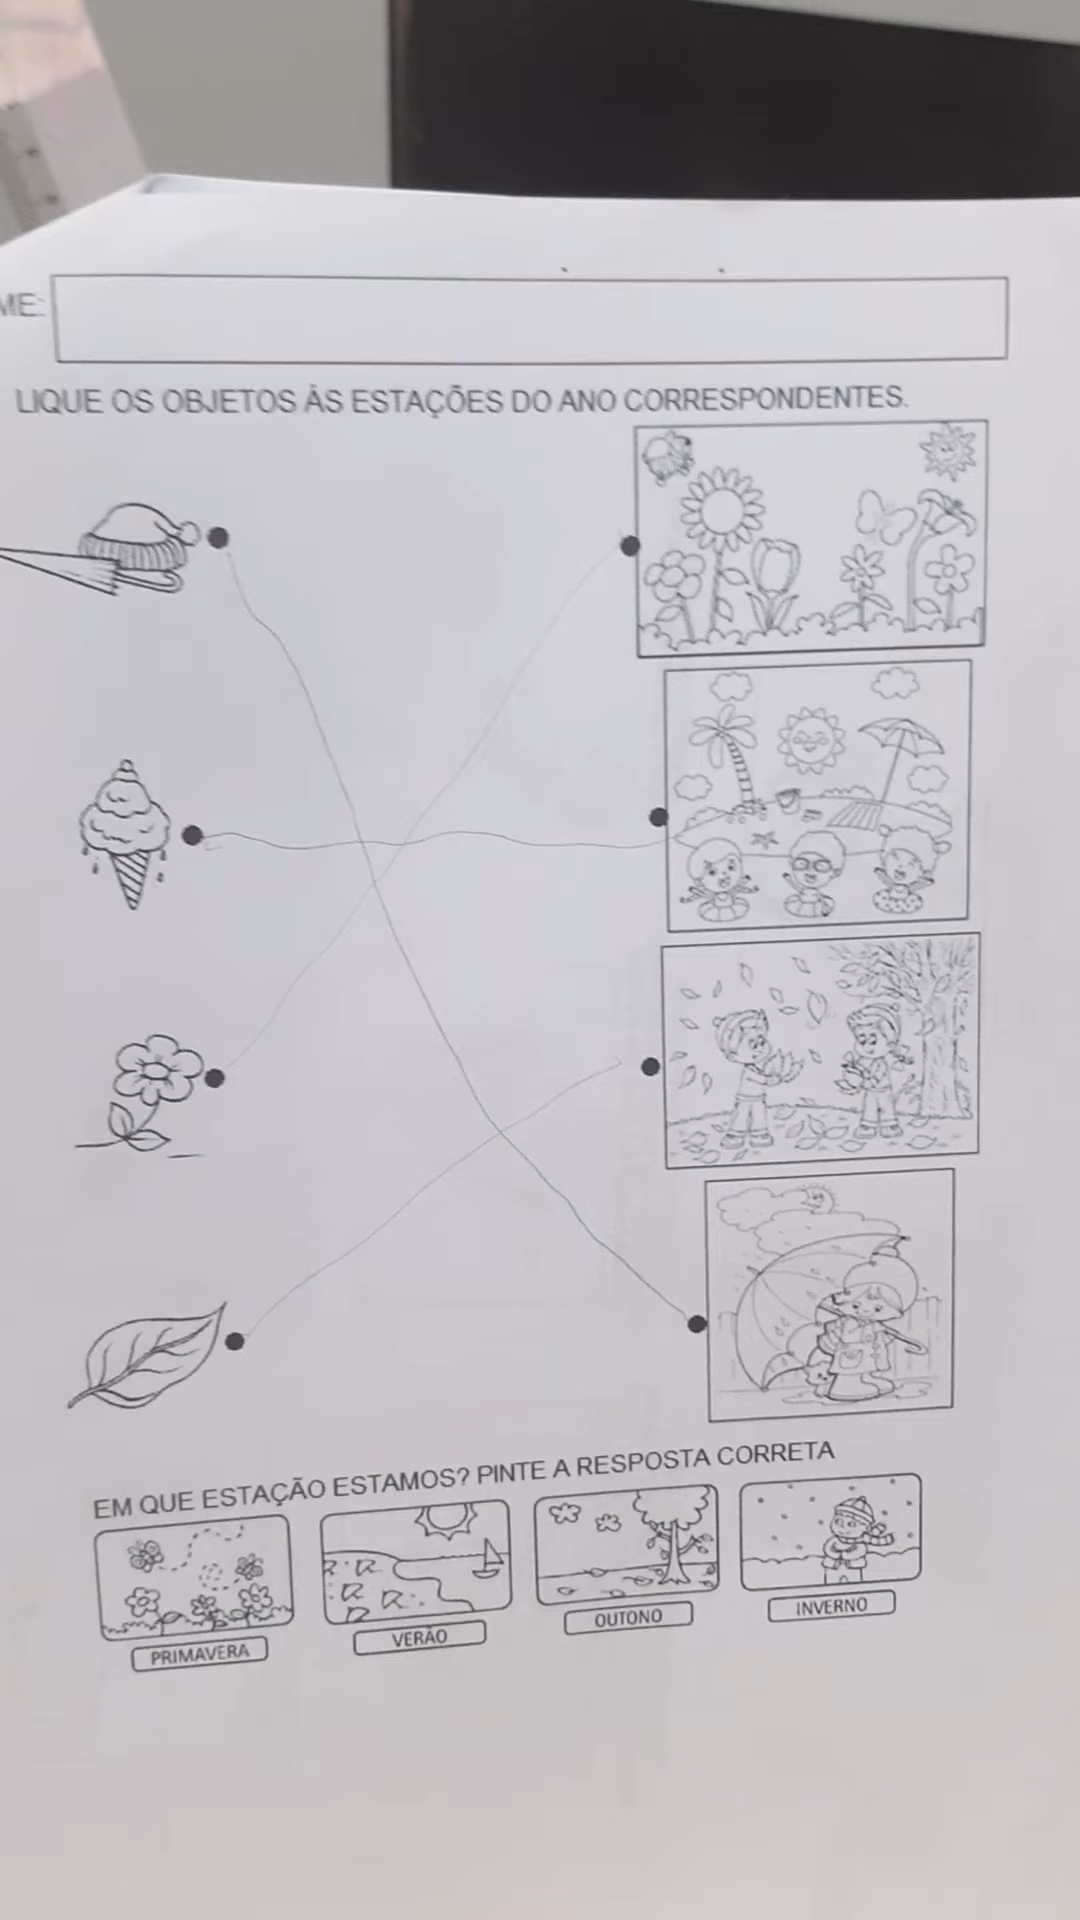 ME:
LIQUE OS OBJETOS ÀS ESTAÇÕES DO ANO CORRESPONDENTES.
EM QUE ESTAÇÃO ESTAMOS? PINTE A RESPOSTA CORRETA
PRIMAVERA
VERÃO
OUTONO
INVERNO